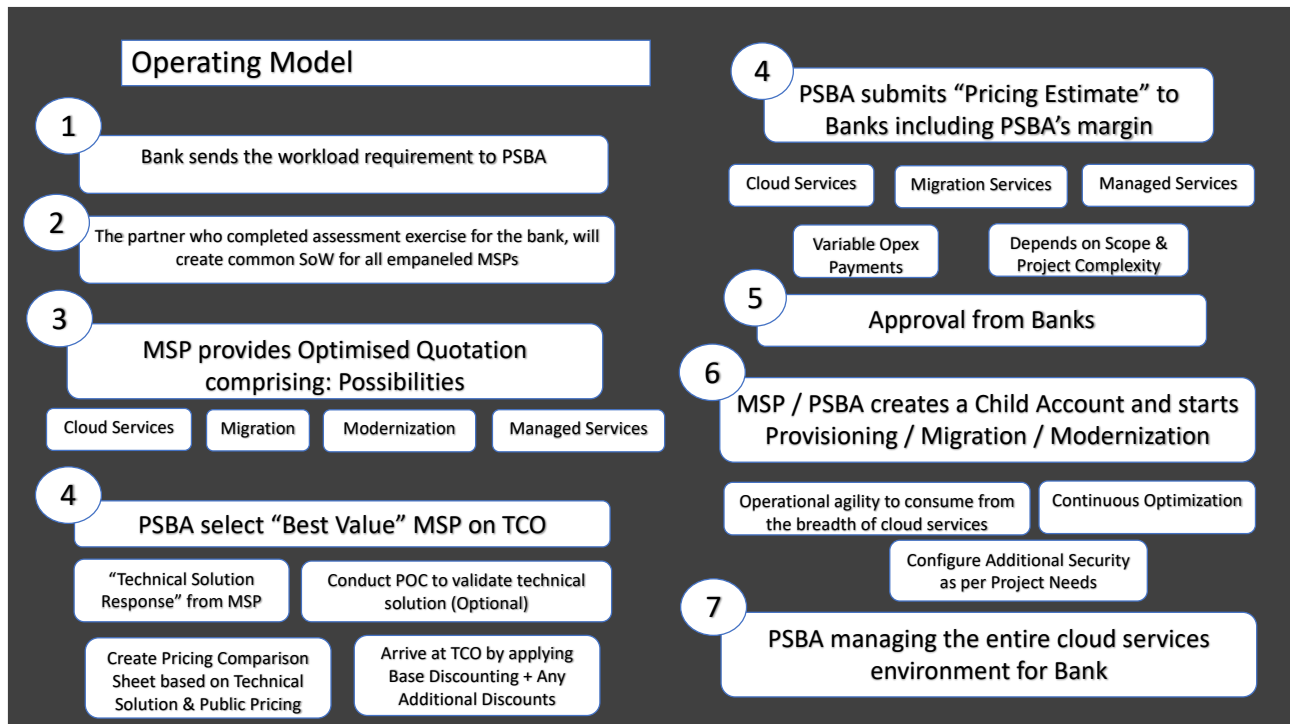 Operating Model
1
Bank sends the workload requirement to PSBA
2
The partner who completed assessment exercise for the bank, will
create common SoW for all empaneled MSPs
3
MSP provides Optimised Quotation
comprising: Possibilities
Cloud Services
Migration
Modernization
Managed Services
4
PSBA select “Best Value” MSP on TCO
“Technical Solution
Response” from MSP
Conduct POC to validate technical
solution (Optional)
Create Pricing Comparison
Sheet based on Technical
Solution & Public Pricing
Arrive at TCO by applying
Base Discounting + Any
Additional Discounts
4
PSBA submits “Pricing Estimate” to
Banks including PSBA’s margin
Cloud Services
Migration Services
Managed Services
Variable Opex
Payments
Depends on Scope &
Project Complexity
5
Approval from Banks
6
MSP / PSBA creates a Child Account and starts
Provisioning / Migration / Modernization
Operational agility to consume from
the breadth of cloud services
Continuous Optimization
Configure Additional Security
as per Project Needs
7
PSBA managing the entire cloud services
environment for Bank